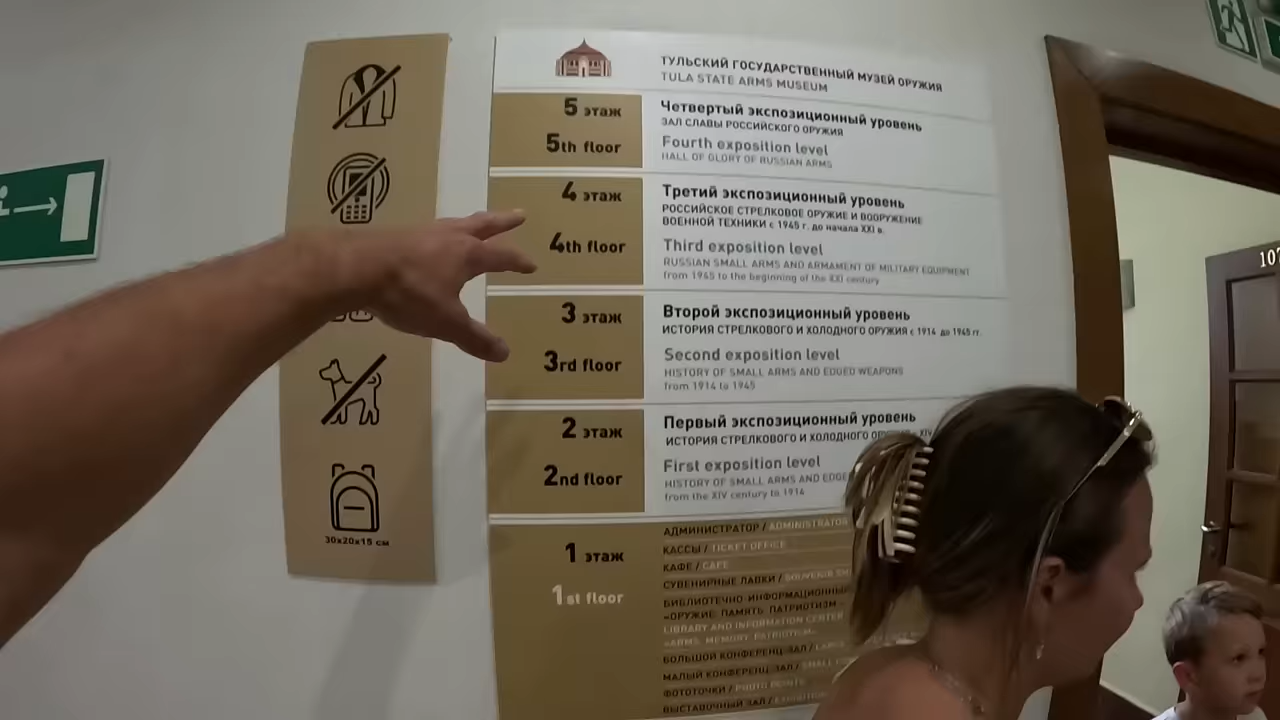 ТУЛЬСКИЙ ГОСУДАРСТВЕННЫЙ МУЗЕЙ ОРУЖИЯ
TULA STATE ARMS MUSEUM
5 этаж
5th floor
Четвертый экспозиционный уровень
ЗАЛ СЛАВЫ РОССИЙСКОГО ОРУЖИЯ
Fourth exposition level
HALL OF GLORY OF RUSSIAN ARMS
4 этаж
4th floor
Третий экспозиционный уровень
РОССИЙСКОЕ СТРЕЛКОВОЕ ОРУЖИЕ И ВООРУЖЕНИЕ
ВОЕННОЙ ТЕХНИКИ с 1945 г. до начала XXI в.
Third exposition level
RUSSIAN SMALL ARMS AND ARMAMENT OF MILITARY EQUIPMENT
from 1945 to the beginning of the XXI century
3 этаж
3rd floor
Второй экспозиционный уровень
ИСТОРИЯ СТРЕЛКОВОГО И ХОЛОДНОГО ОРУЖИЯ с 1914 до 1945 гг.
Second exposition level
HISTORY OF SMALL ARMS AND EDGED WEAPONS
from 1914 to 1945
2 этаж
2nd floor
Первый экспозиционный уровень
ИСТОРИЯ СТРЕЛКОВОГО И ХОЛОДНОГО
First exposition level
HISTORY OF SMALL ARMS AND
from the XIV century to 1914
1 этаж
1st floor
АДМИНИСТРАТОР / ADMINISTRATOR
КАССЫ / TICKET OFFICE
КАФЕ / CAFE
СУВЕНИРНЫЕ ЛАВКИ / SOUVENIR
БИБЛИОТЕЧНО-ИНФОРМАЦИОННЫЙ
«ОРУЖИЕ. ПАМЯТЬ. ПАТРИОТИЗМ»
LIBRARY AND INFORMATION CENTER
«ARMS. MEMORY. PATRIOTISM»
БОЛЬШОЙ КОНФЕРЕНЦ-ЗАЛ /
МАЛЫЙ КОНФЕРЕНЦ-ЗАЛ /
ФОТОТОЧКИ / PHOTO POINTS
ВЫСТАВОЧНЫЙ ЗАЛ /
30x20x15 см
107